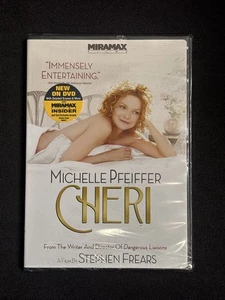 MIRAMAX
"IMMENSELY
ENTERTAINING."
NEW
ON DVD
MIRAMAX
INSIDER
MICHELLE PFEIFFER
CHERI
From The Writer And Director Of Dangerous Liaisons
A Film By STEPHEN FREARS